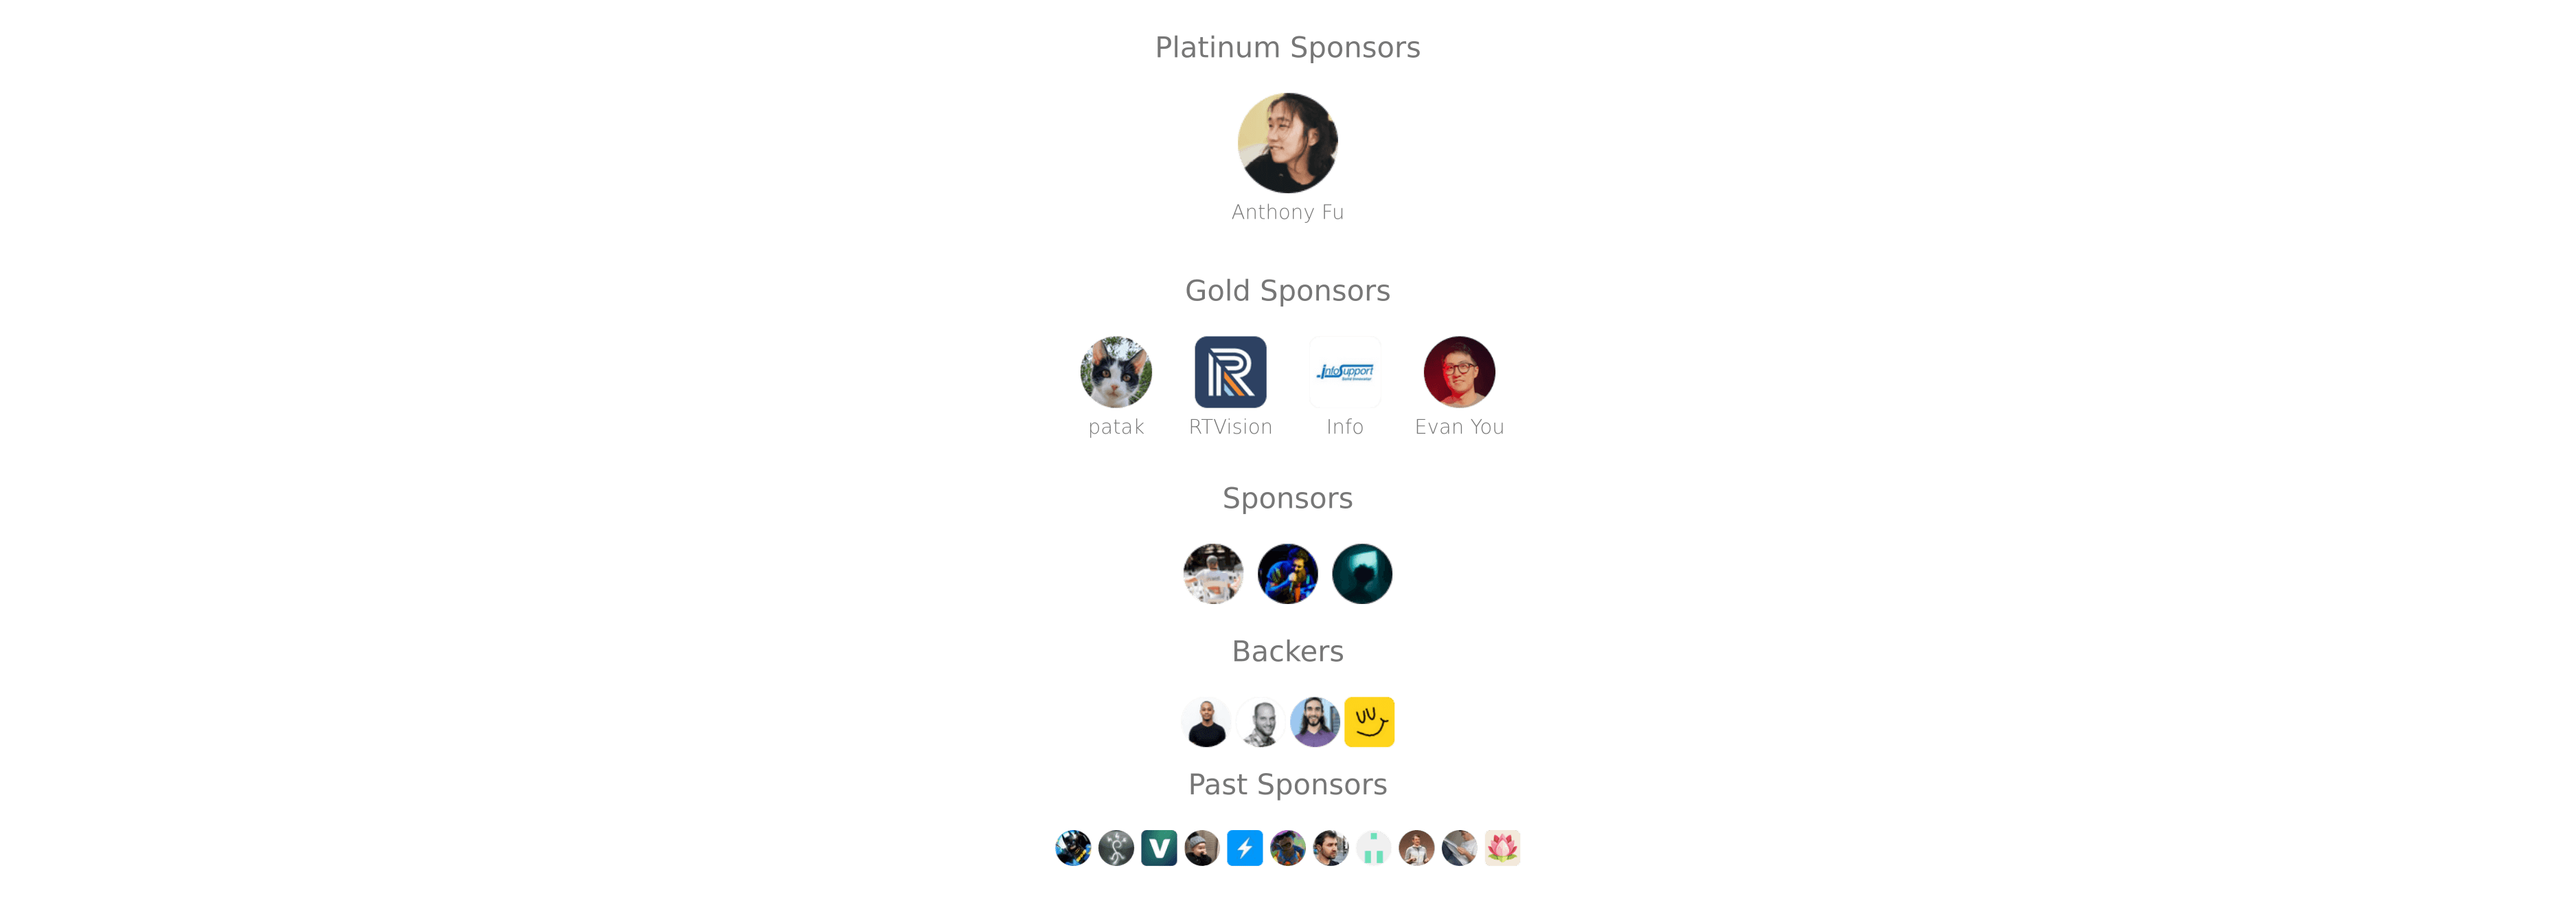 Platinum Sponsors
Anthony Fu
Gold Sponsors
InfoSupport
patak RTVision Info Evan You
Sponsors
Backers
Past Sponsors
V